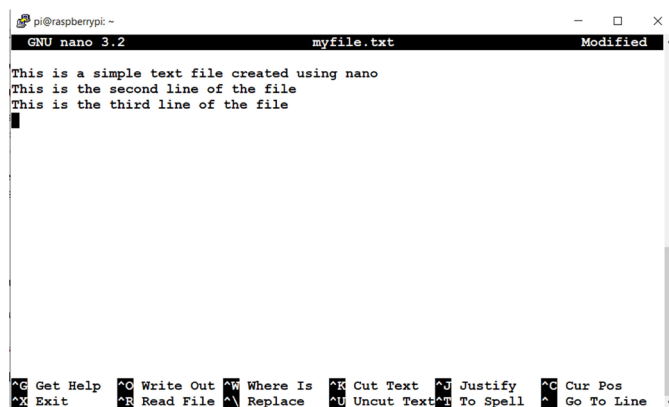 pi@raspberrypi: ~
GNU nano 3.2 myfile.txt Modified
This is a simple text file created using nano
This is the second line of the file
This is the third line of the file
^G Get Help ^O Write Out ^W Where Is ^K Cut Text ^J Justify ^C Cur Pos
^X Exit ^R Read File ^\ Replace ^U Uncut Text ^T To Spell ^ Go To Line